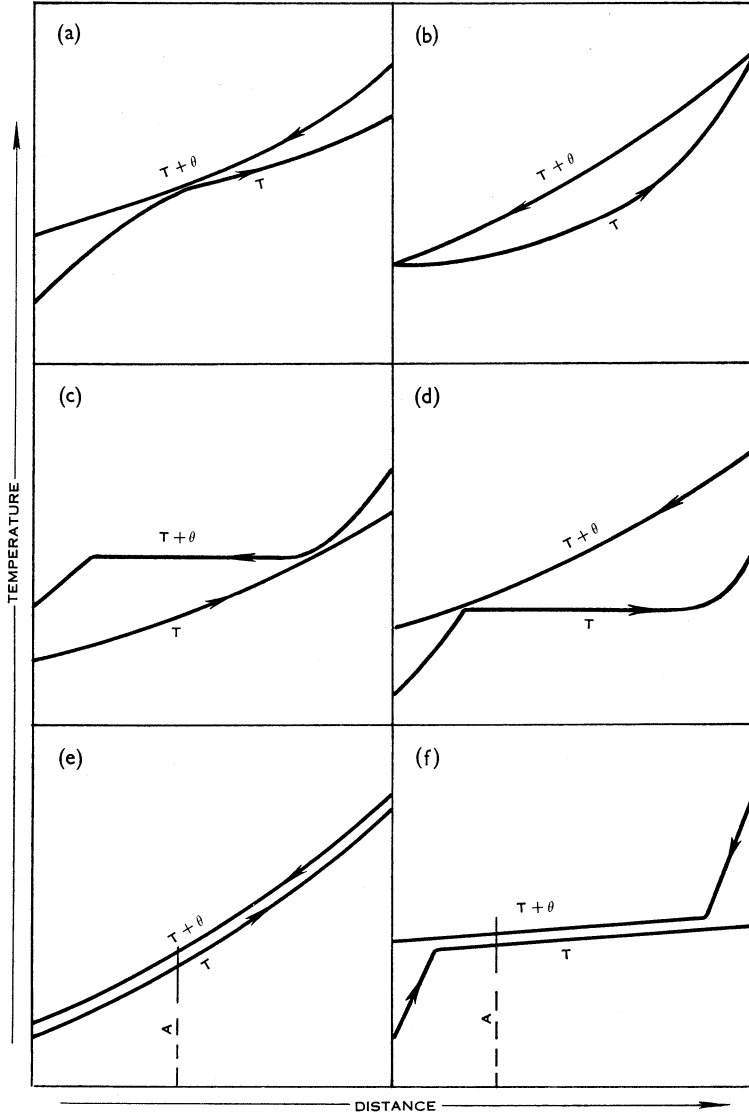 (a)
T + θ
T
(b)
T + θ
T
(c)
T + θ
T
(d)
T + θ
T
(e)
T + θ
T
A
(f)
T + θ
T
A
TEMPERATURE
DISTANCE